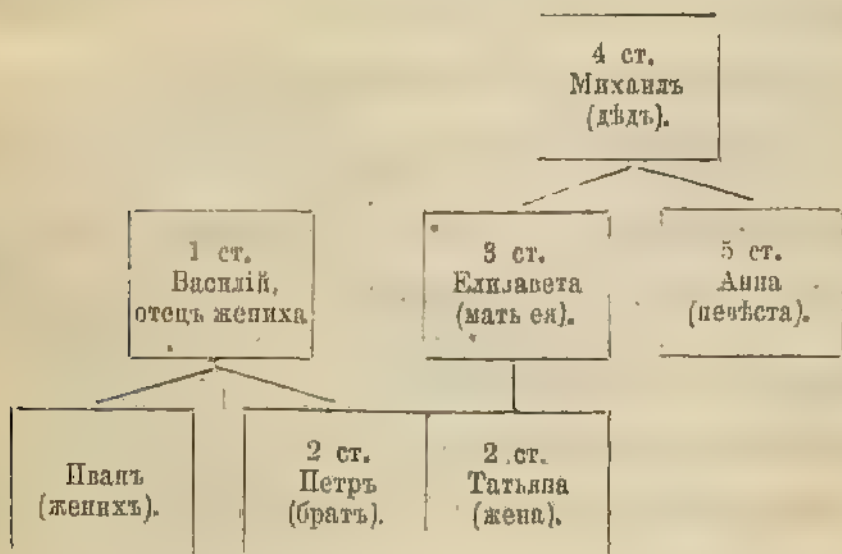 4 ст.
Михаилъ
(дѣдъ).
1 ст.
Василій,
отецъ жениха
3 ст.
Елизавета
(мать ея).
5 ст.
Анна
(невѣста).
Иванъ
(женихъ).
2 ст.
Петръ
(братъ).
2 ст.
Татьяна
(жена).